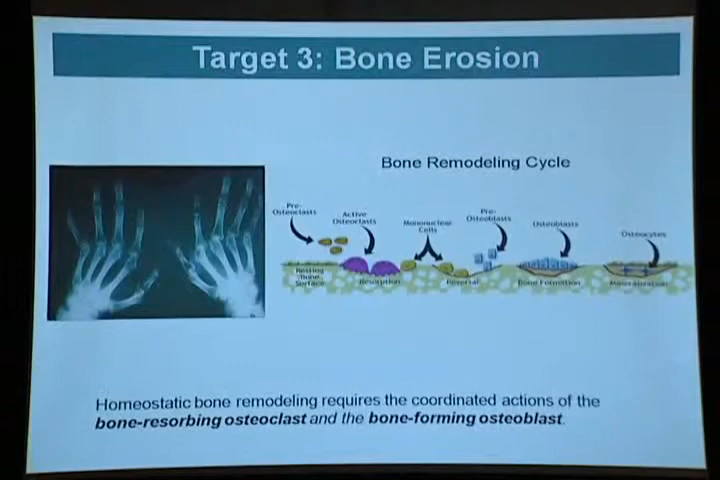 Target 3: Bone Erosion
Bone Remodeling Cycle
Pre-
Osteoclasts
Active
Osteoclasts
Mononuclear
Cells
Pre-
Osteoblasts
Osteoblasts
Osteocytes
Resting
Bone
Surface
Resorption
Reversal
Bone Formation
Mineralization
Homeostatic bone remodeling requires the coordinated actions of the
bone-resorbing osteoclast and the bone-forming osteoblast.